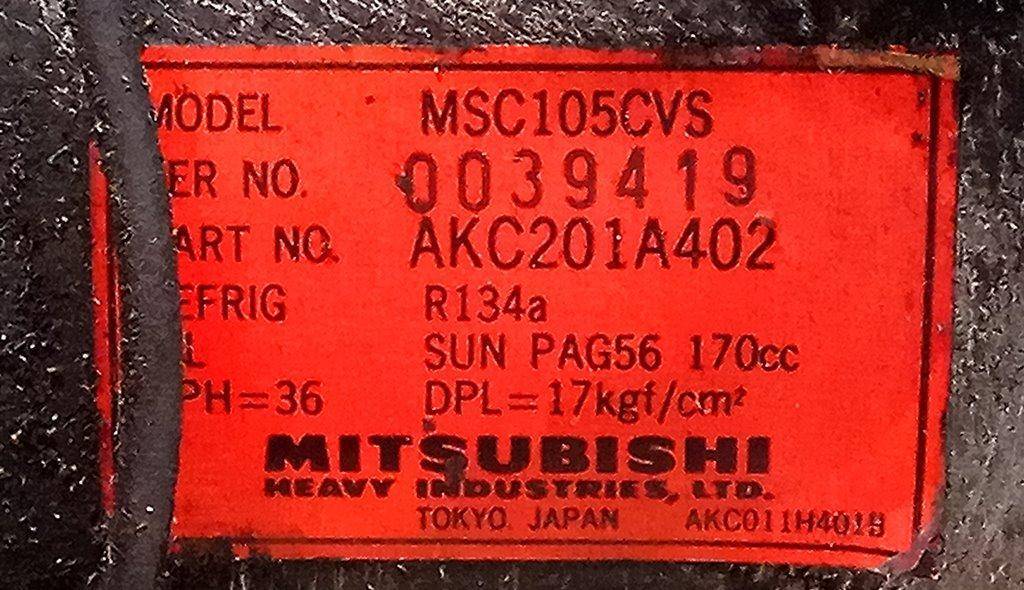 MODEL MSC105CVS
ER NO. 0039419
ART NO. AKC201A402
EFRIG R134a
L SUN PAG56 170cc
PH=36 DPL=17kgf/cm²
MITSUBISHI
HEAVY INDUSTRIES, LTD.
TOKYO JAPAN AKC011H401B